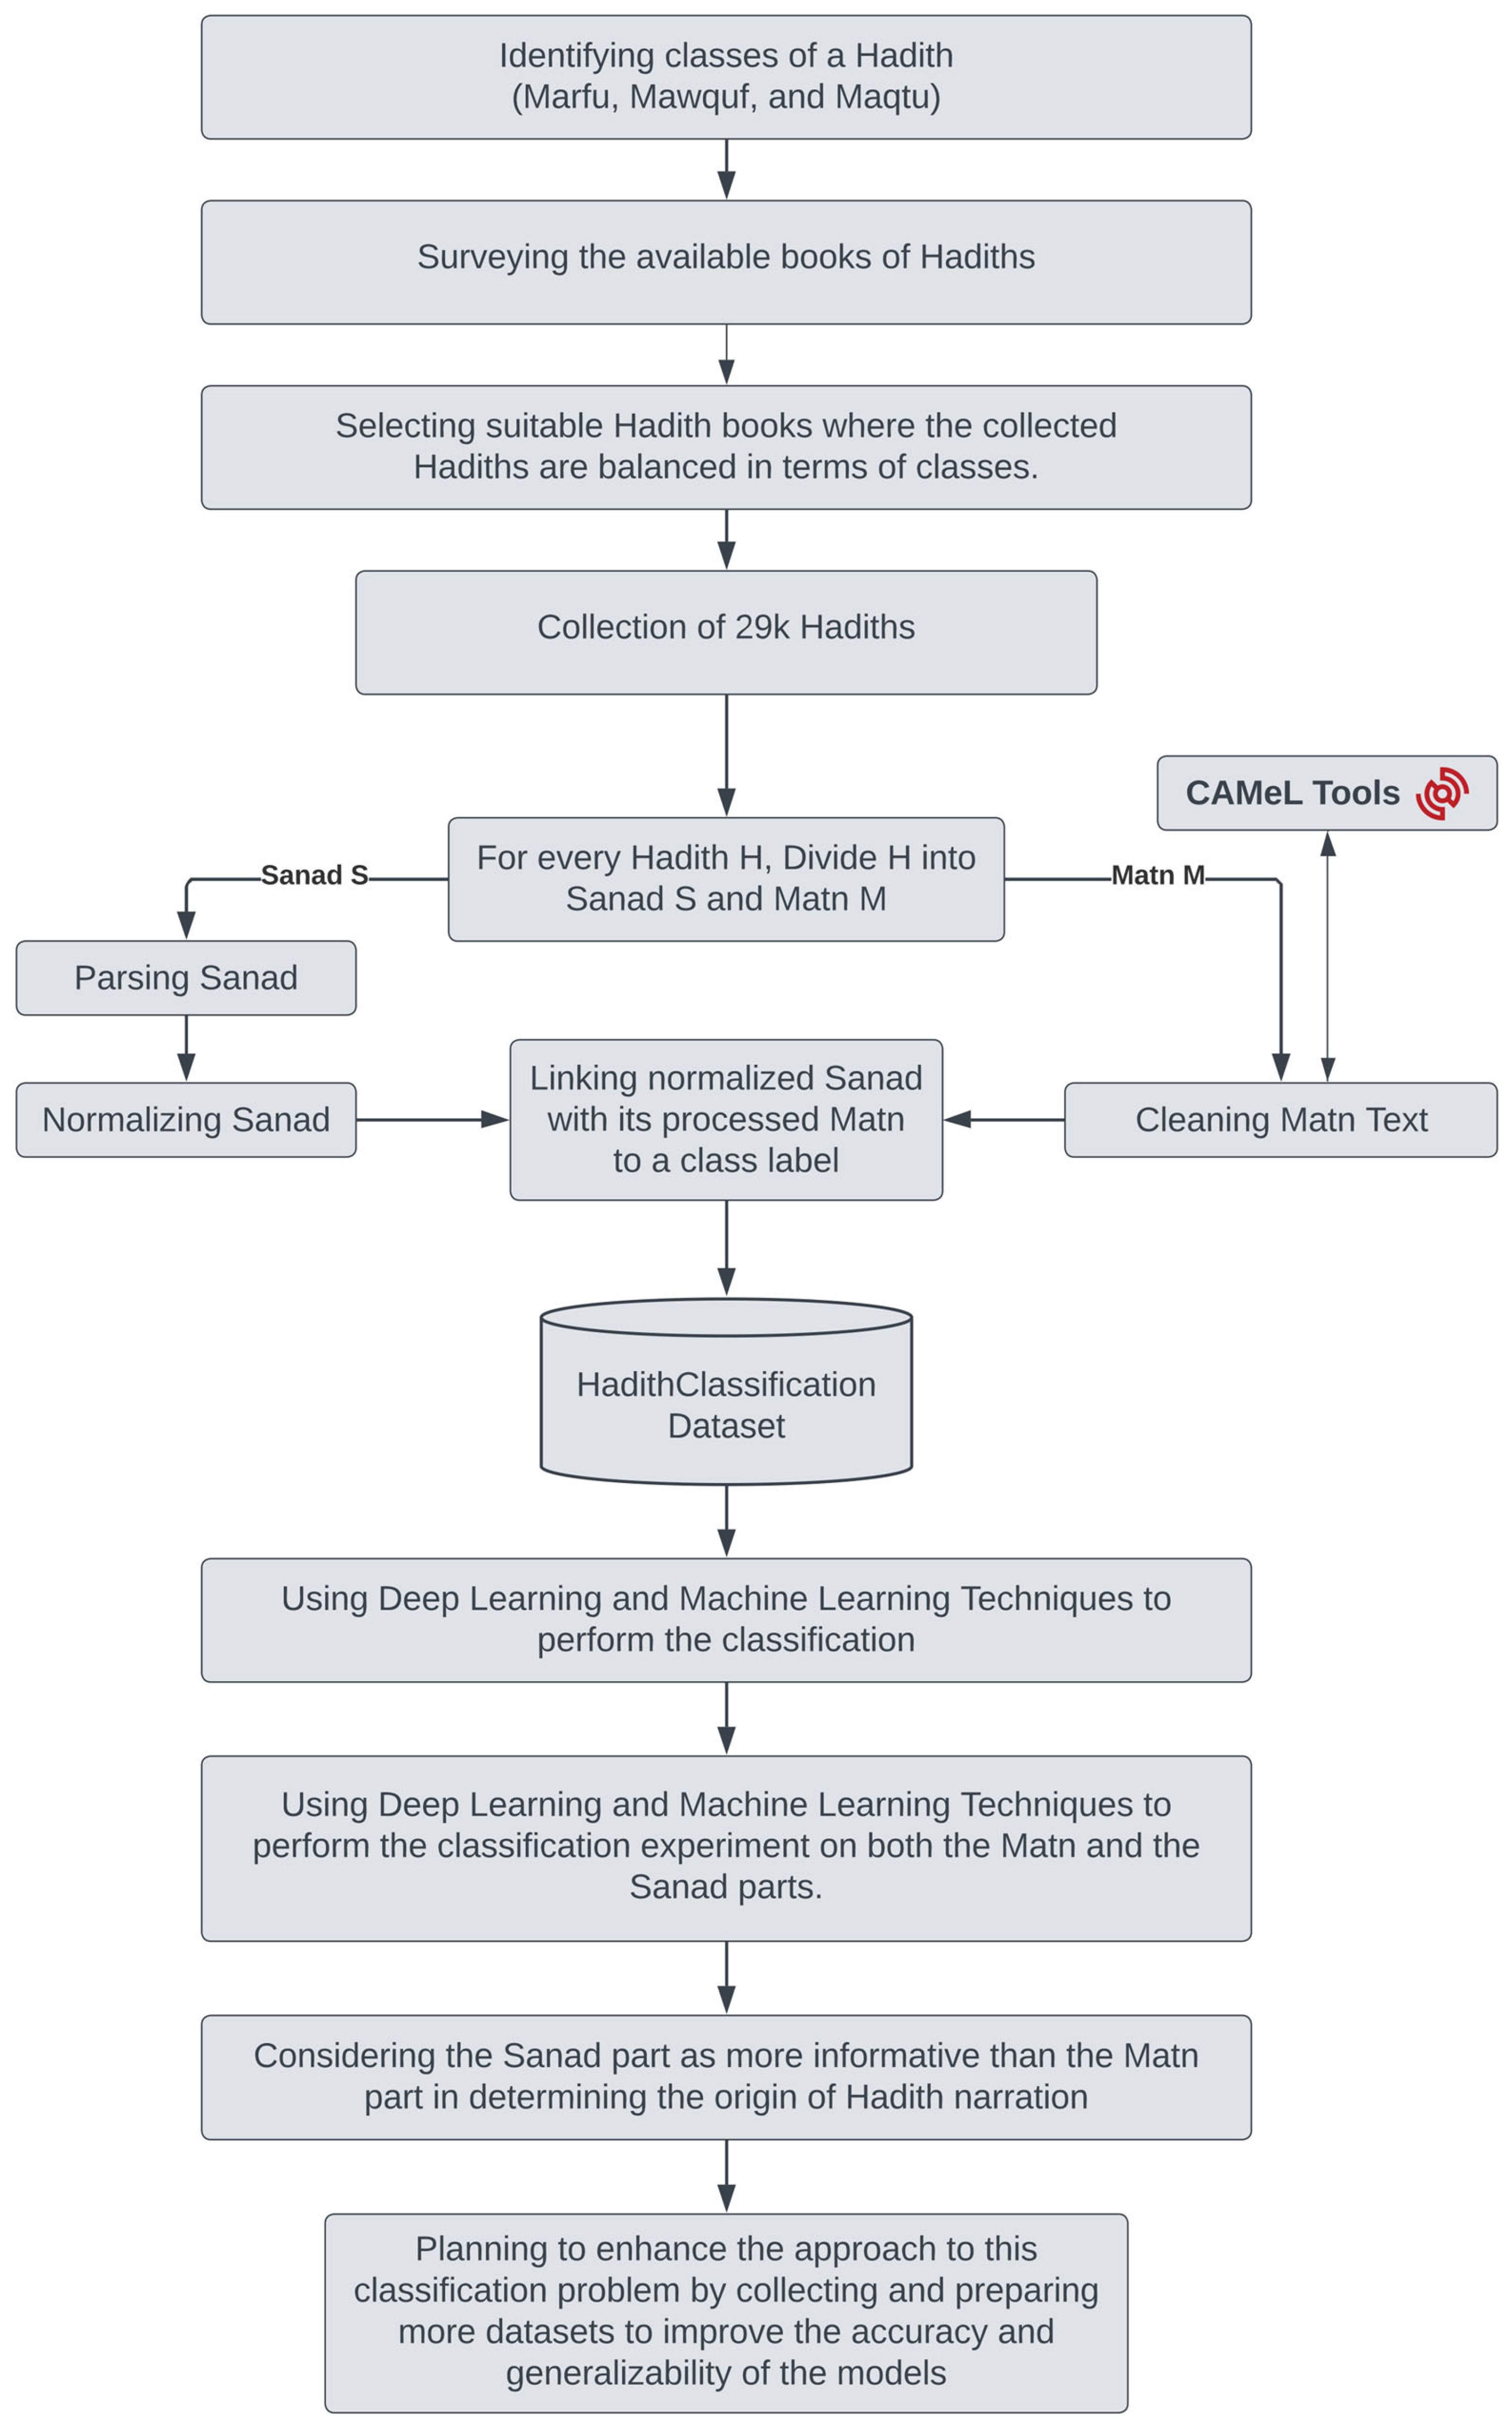 Identifying classes of a Hadith
(Marfu, Mawquf, and Maqtu)
Surveying the available books of Hadiths
Selecting suitable Hadith books where the collected
Hadiths are balanced in terms of classes.
Collection of 29k Hadiths
CAMeL Tools
For every Hadith H, Divide H into
Sanad S and Matn M
Sanad S
Matn M
Parsing Sanad
Normalizing Sanad
Linking normalized Sanad
with its processed Matn
to a class label
Cleaning Matn Text
HadithClassification
Dataset
Using Deep Learning and Machine Learning Techniques to
perform the classification
Using Deep Learning and Machine Learning Techniques to
perform the classification experiment on both the Matn and the
Sanad parts.
Considering the Sanad part as more informative than the Matn
part in determining the origin of Hadith narration
Planning to enhance the approach to this
classification problem by collecting and preparing
more datasets to improve the accuracy and
generalizability of the models